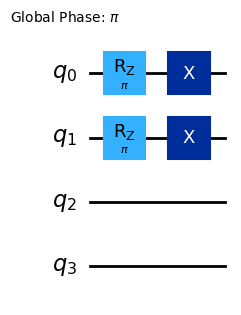 Global Phase: π
q0 RZ π X
q1 RZ π X
q2
q3